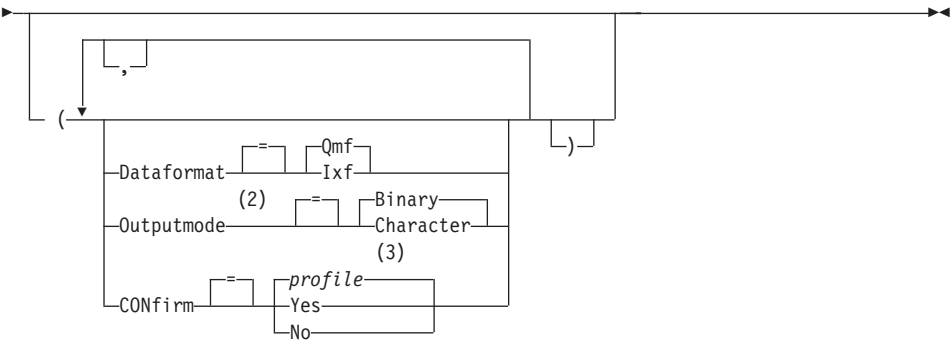 ,
(
)
= Qmf
Dataformat Ixf
(2)
= Binary
Outputmode Character
(3)
= profile
CONfirm Yes
No